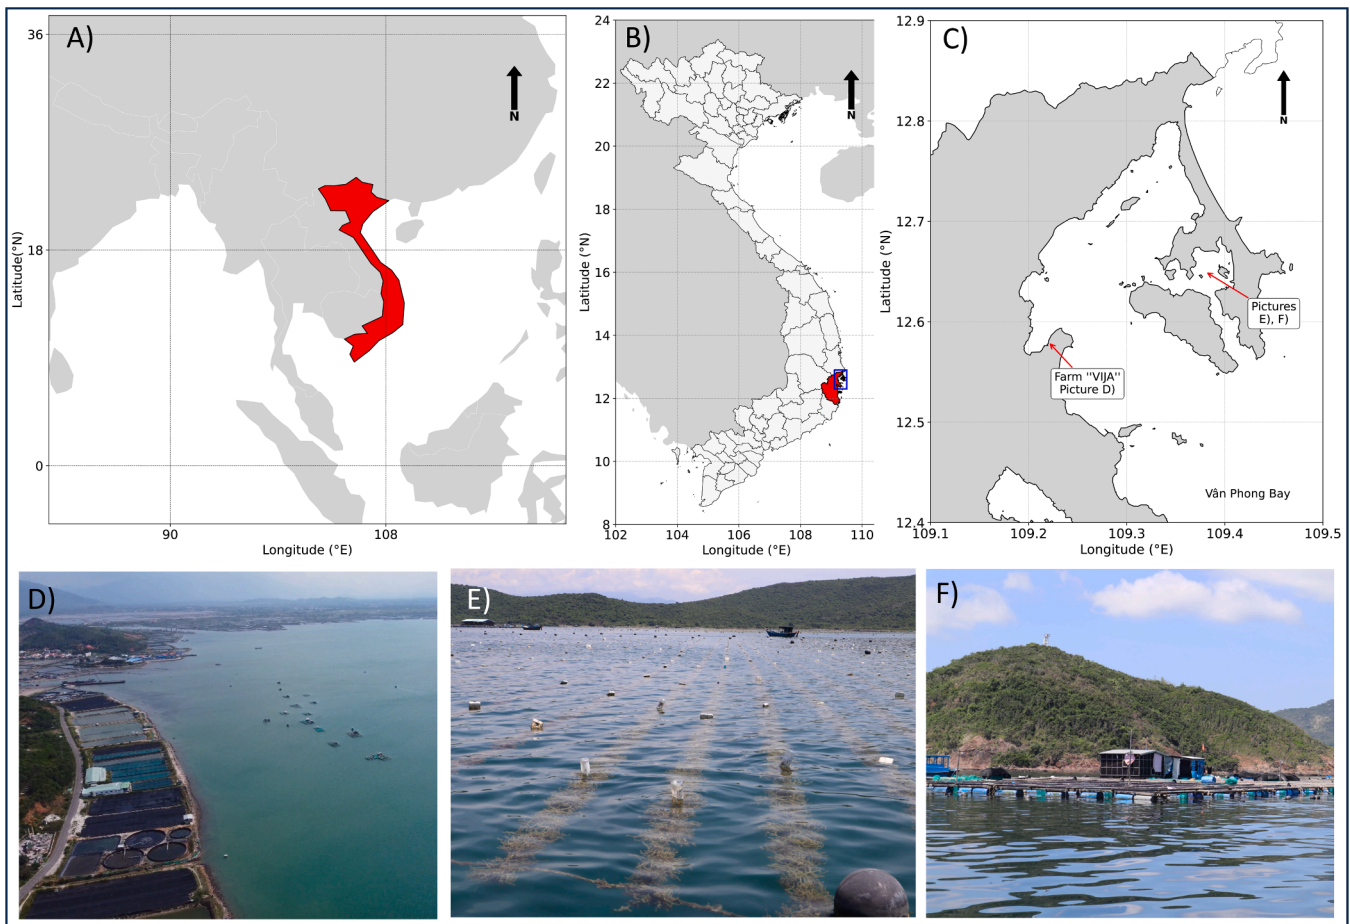 A)
36
18
0
90
108
Latitude(°N)
Longitude (°E)
N
B)
24
22
20
18
16
14
12
10
8
102
104
106
108
110
Latitude (°N)
Longitude (°E)
N
C)
12.9
12.8
12.7
12.6
12.5
12.4
109.1
109.2
109.3
109.4
109.5
Latitude (°N)
Longitude (°E)
N
Pictures
E), F)
Farm "VIJA"
Picture D)
Vân Phong Bay
D)
E)
F)